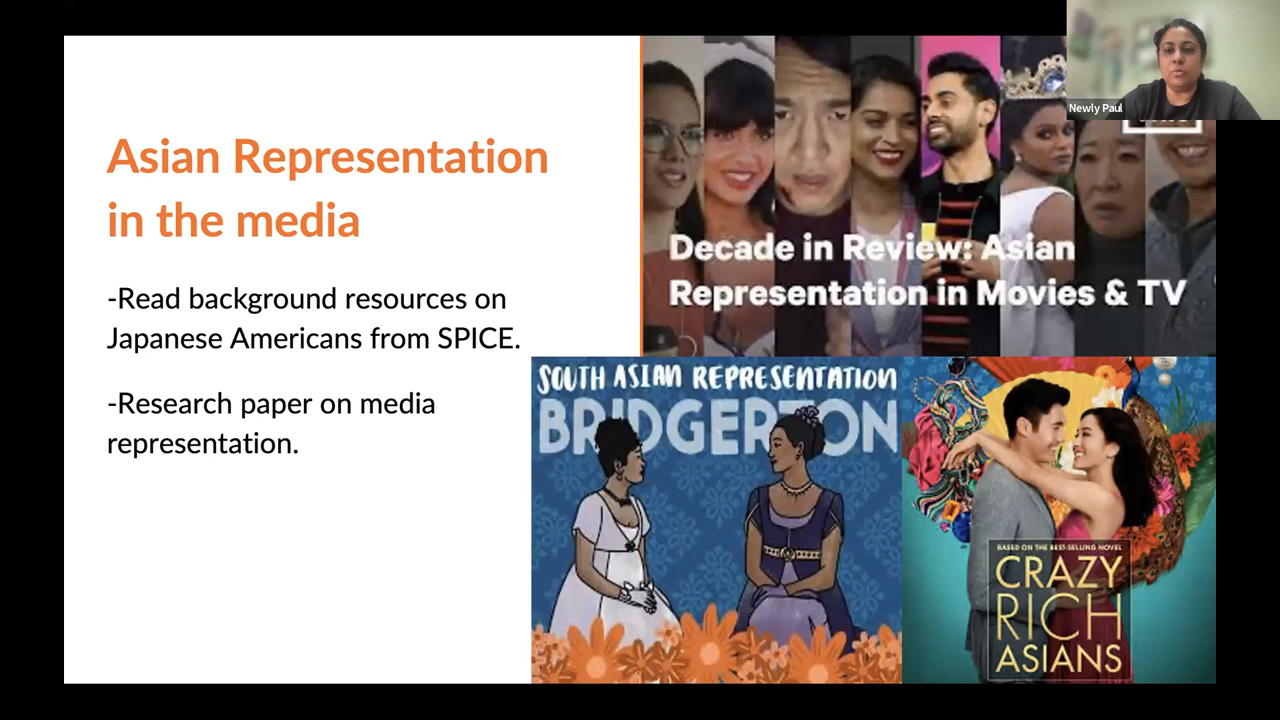 Asian Representation
in the media
-Read background resources on
Japanese Americans from SPICE.
-Research paper on media
representation.
Decade in Review: Asian
Representation in Movies & TV
Newly Paul
SOUTH ASIAN REPRESENTATION
BRIDGERTON
BASED ON THE BEST-SELLING NOVEL
CRAZY
RICH
ASIANS